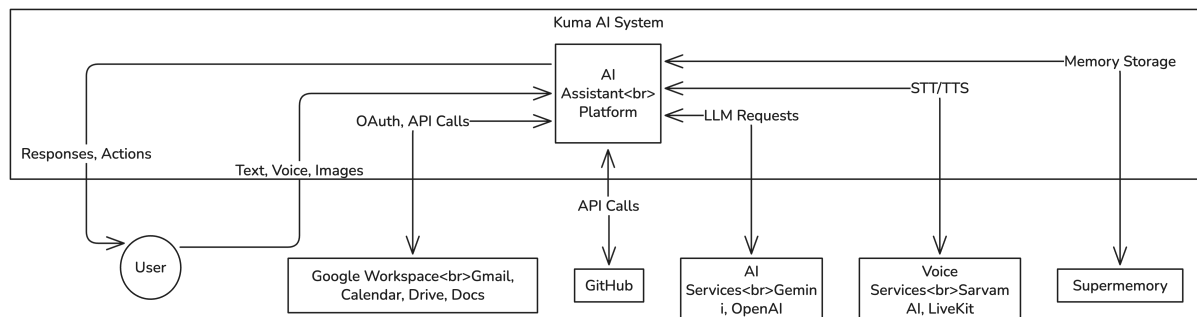 Kuma AI System
AI
Assistant<br>
Platform
Memory Storage
STT/TTS
LLM Requests
OAuth, API Calls
Responses, Actions
Text, Voice, Images
API Calls
User
Google Workspace<br>Gmail,
Calendar, Drive, Docs
GitHub
AI
Services<br>Gemin
i, OpenAI
Voice
Services<br>Sarvam
AI, LiveKit
Supermemory